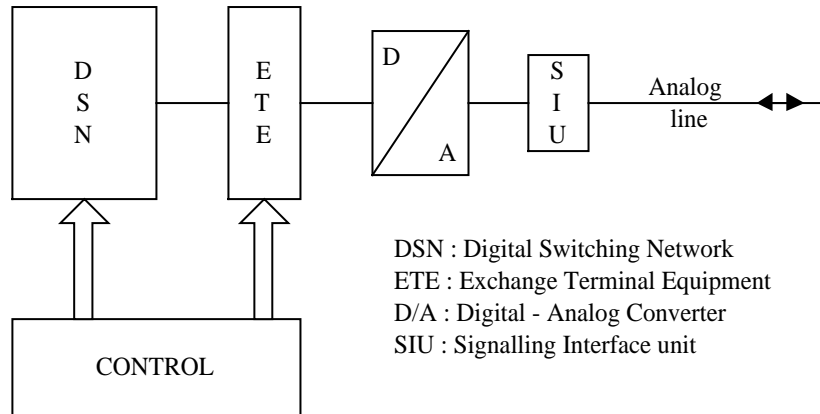 D
S
N
E
T
E
D
A
S
I
U
Analog
line
DSN : Digital Switching Network
ETE : Exchange Terminal Equipment
D/A : Digital - Analog Converter
SIU : Signalling Interface unit
CONTROL